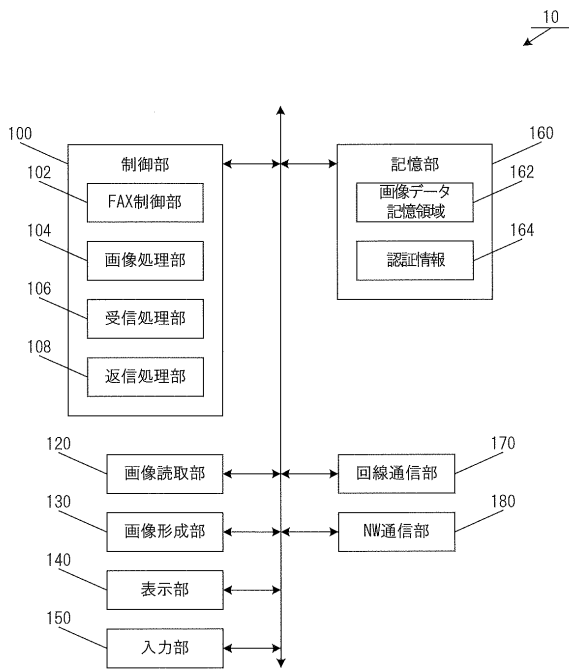 10
100
制御部
102
FAX制御部
104
画像処理部
106
受信処理部
108
返信処理部
160
記憶部
162
画像データ
記憶領域
164
認証情報
120
画像読取部
130
画像形成部
140
表示部
150
入力部
170
回線通信部
180
NW通信部